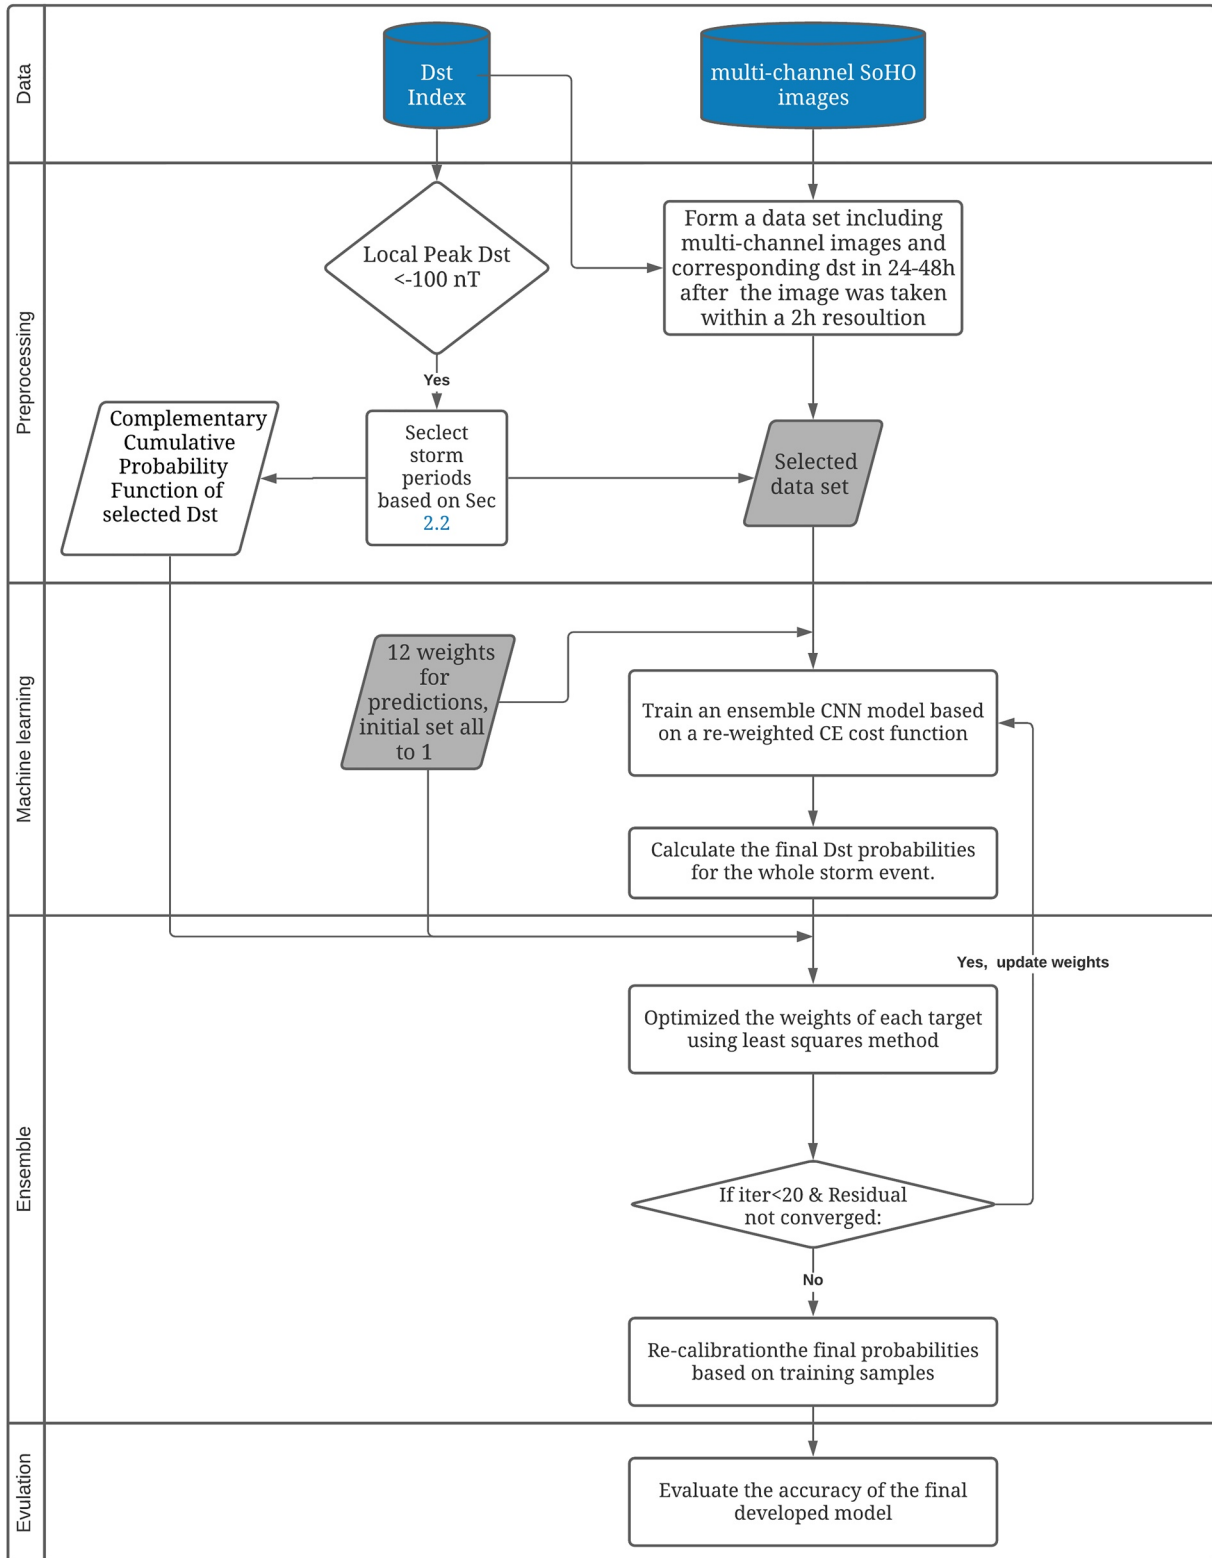 Data
Dst
Index
multi-channel SoHO
images
Preprocessing
Local Peak Dst
<-100 nT
Form a data set including
multi-channel images and
corresponding dst in 24-48h
after the image was taken
within a 2h resoultion
Yes
Complementary
Cumulative
Probability
Function of
selected Dst
Seclect
storm
periods
based on Sec
2.2
Selected
data set
Machine learning
12 weights
for
predictions,
initial set all
to 1
Train an ensemble CNN model based
on a re-weighted CE cost function
Calculate the final Dst probabilities
for the whole storm event.
Ensemble
Yes, update weights
Optimized the weights of each target
using least squares method
If iter<20 & Residual
not converged:
No
Re-calibrationthe final probabilities
based on training samples
Evulation
Evaluate the accuracy of the final
developed model